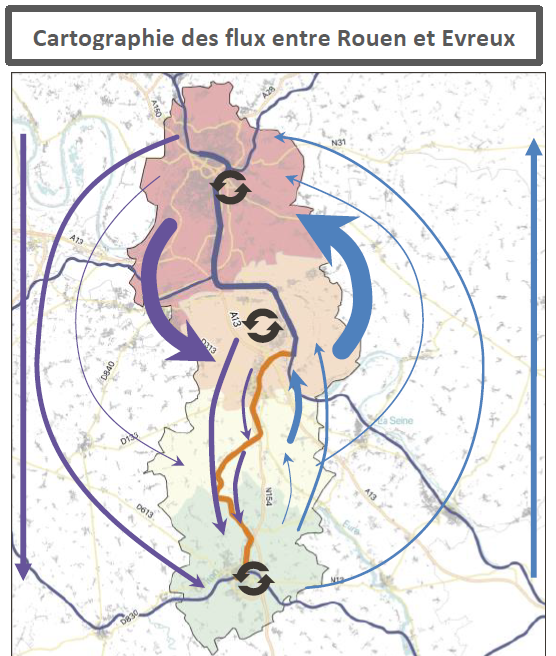 Cartographie des flux entre Rouen et Evreux
A150
A28
N31
A13
A13
D313
D840
La Seine
D133
A13
N154
D613
Eure
N13
D830